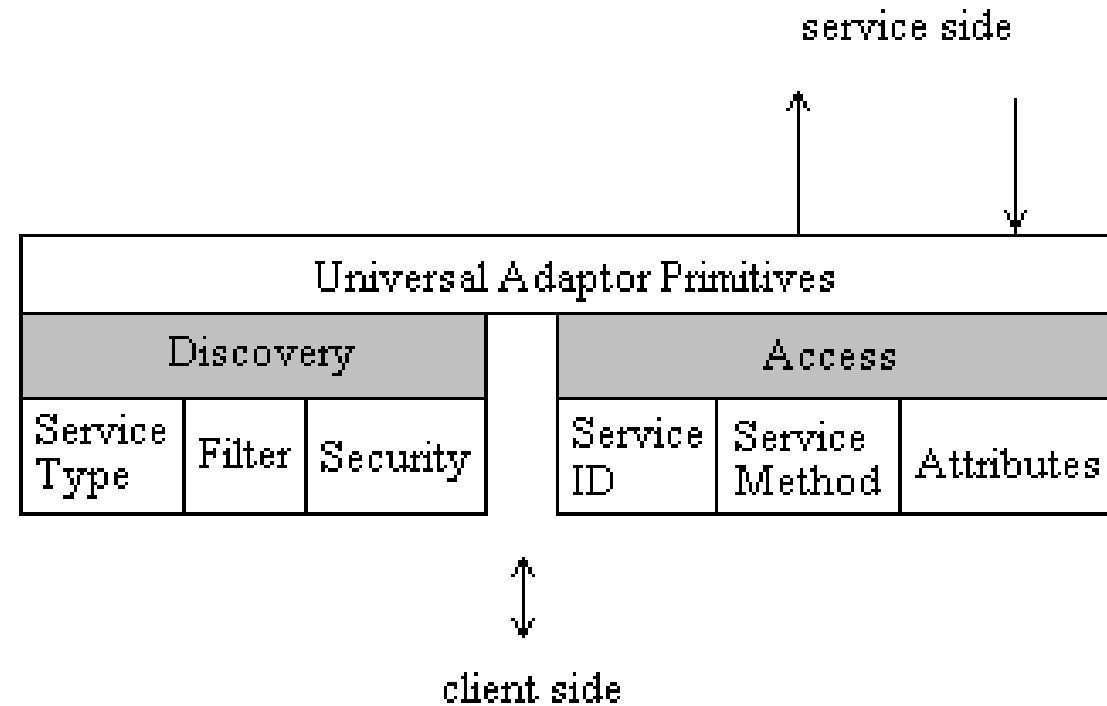 service side
Universal Adaptor Primitives
Discovery
Access
Service
Type
Filter
Security
Service
ID
Service
Method
Attributes
client side